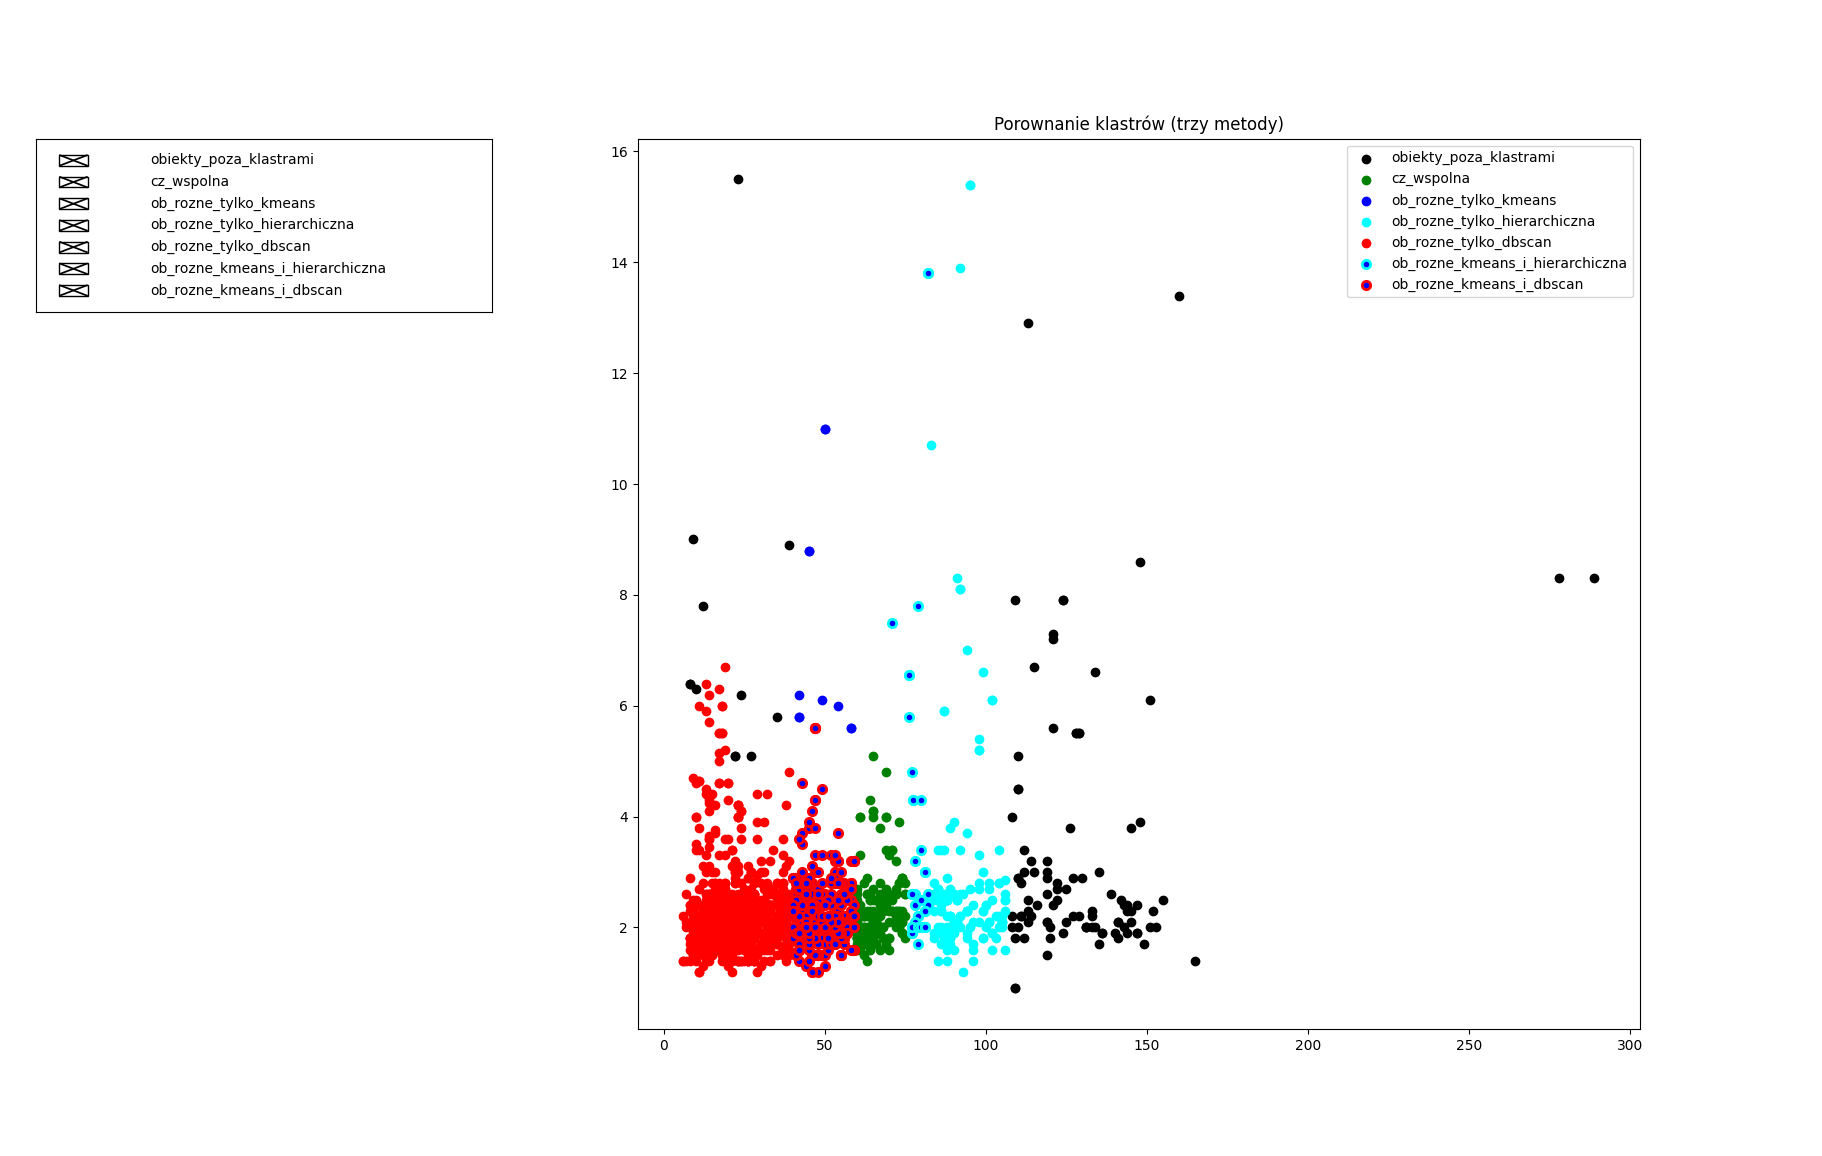 obiekty_poza_klastrami
cz_wspolna
ob_rozne_tylko_kmeans
ob_rozne_tylko_hierarchiczna
ob_rozne_tylko_dbscan
ob_rozne_kmeans_i_hierarchiczna
ob_rozne_kmeans_i_dbscan
Porownanie klastrów (trzy metody)
obiekty_poza_klastrami
cz_wspolna
ob_rozne_tylko_kmeans
ob_rozne_tylko_hierarchiczna
ob_rozne_tylko_dbscan
ob_rozne_kmeans_i_hierarchiczna
ob_rozne_kmeans_i_dbscan
16
14
12
10
8
6
4
2
0 50 100 150 200 250 300